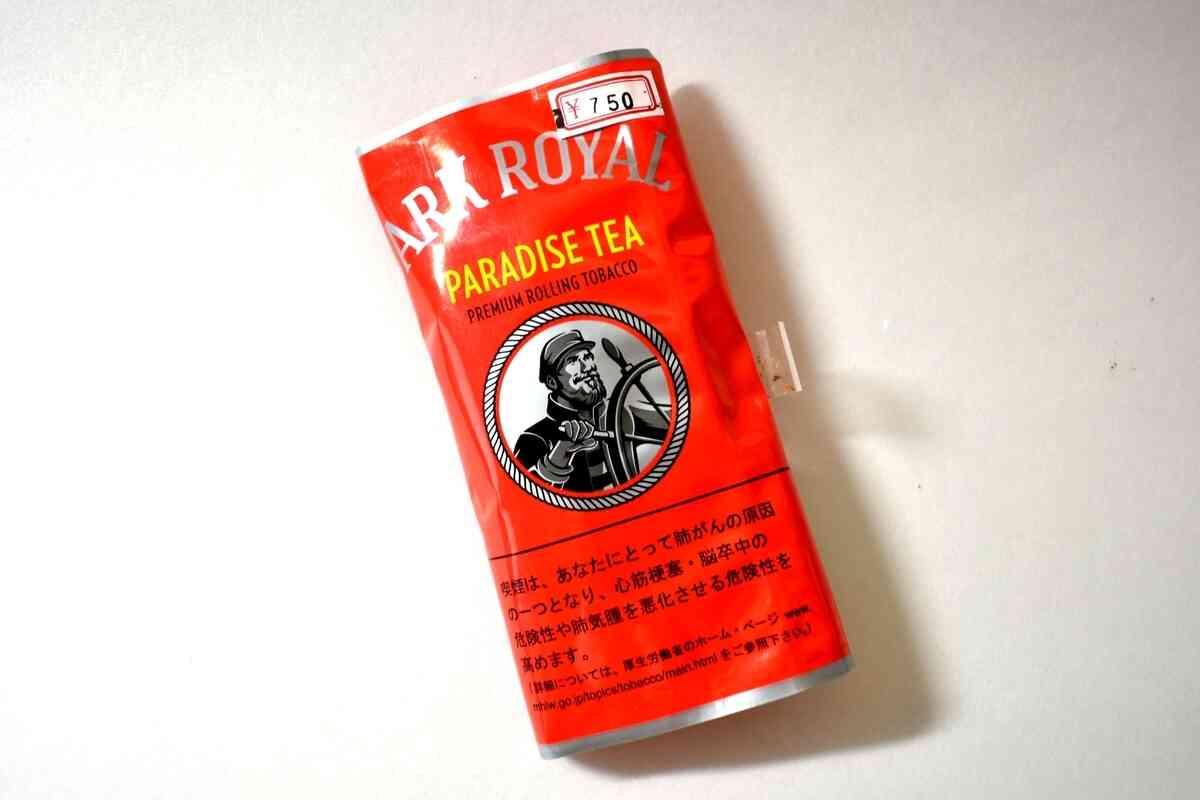 ¥750
ARK ROYAL
PARADISE TEA
PREMIUM ROLLING TOBACCO
喫煙は、あなたにとって肺がんの原因
の一つとなり、心筋梗塞・脳卒中の
危険性や肺気腫を悪化させる危険性を
高めます。
(詳細については、厚生労働省のホーム・ページ www.
mhlw.go.jp/topics/tobacco/main.html をご参照下さい。)